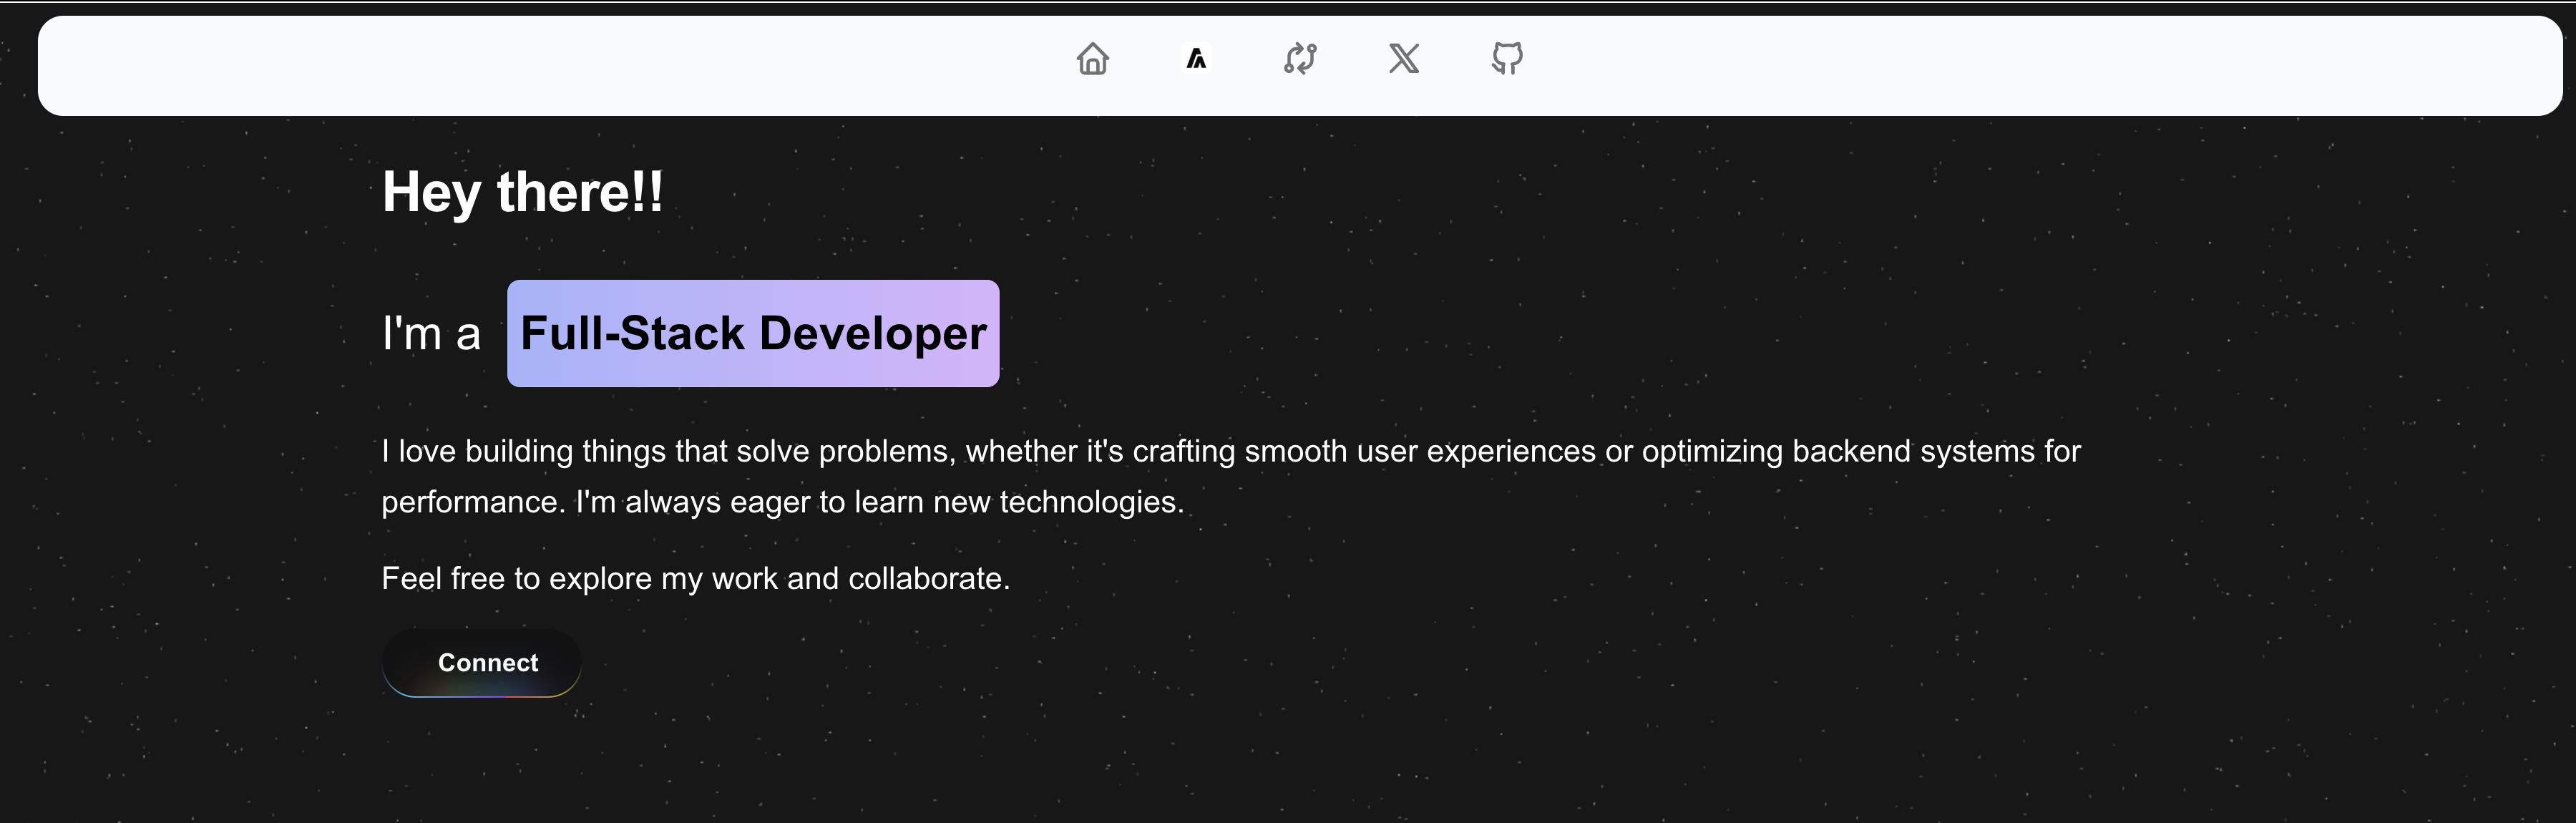 Hey there!!
I'm a Full-Stack Developer
I love building things that solve problems, whether it's crafting smooth user experiences or optimizing backend systems for
performance. I'm always eager to learn new technologies.
Feel free to explore my work and collaborate.
Connect